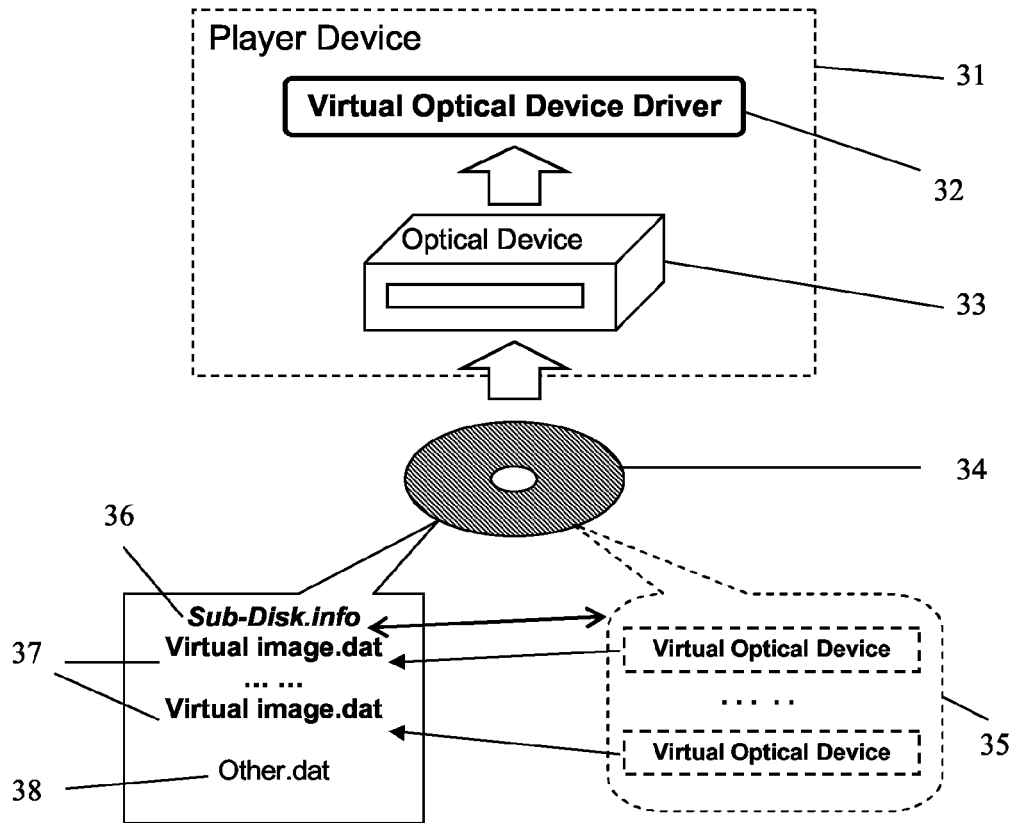 Player Device
31
Virtual Optical Device Driver
32
Optical Device
33
34
36
Sub-Disk.info
37
Virtual image.dat
... ...
Virtual image.dat
38
Other.dat
Virtual Optical Device
... ..
Virtual Optical Device
35